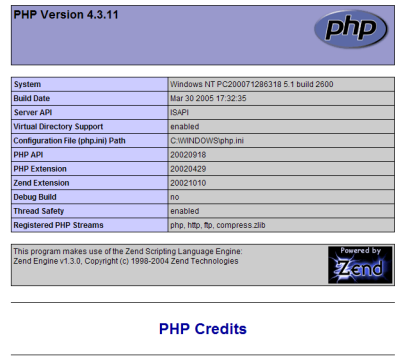 PHP Version 4.3.11
php
System Windows NT PC200071286318 5.1 build 2600
Build Date Mar 30 2005 17:32:35
Server API ISAPI
Virtual Directory Support enabled
Configuration File (php.ini) Path C:\WINDOWS\php.ini
PHP API 20020918
PHP Extension 20020429
Zend Extension 20021010
Debug Build no
Thread Safety enabled
Registered PHP Streams php, http, ftp, compress.zlib
This program makes use of the Zend Scripting Language Engine:
Zend Engine v1.3.0, Copyright (c) 1998-2004 Zend Technologies
Powered by
Zend
PHP Credits